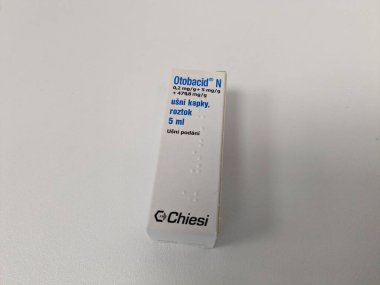 Otobacid® N
0,2 mg/g + 5 mg/g
+ 479,8 mg/g
ušní kapky,
roztok
5 ml
Ušní podání
Chiesi